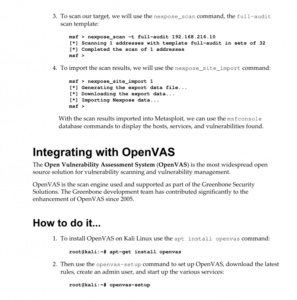 3. To scan our target, we will use the nexpose_scan command, the full-audit
scan template:
msf > nexpose_scan -t full-audit 192.168.216.10
[*] Scanning 1 addresses with template full-audit in sets of 32
[*] Completed the scan of 1 addresses
msf >
4. To import the scan results, we will use the nexpose_site_import command:
msf > nexpose_site_import 1
[*] Generating the export data file...
[*] Downloading the export data...
[*] Importing Nexpose data...
msf >
With the scan results imported into Metasploit, we can use the msfconsole
database commands to display the hosts, services, and vulnerabilities found.
Integrating with OpenVAS
The Open Vulnerability Assessment System (OpenVAS) is the most widespread open
source solution for vulnerability scanning and vulnerability management.
OpenVAS is the scan engine used and supported as part of the Greenbone Security
Solutions. The Greenbone development team has contributed significantly to the
enhancement of OpenVAS since 2005.
How to do it...
1. To install OpenVAS on Kali Linux use the apt install openvas command:
root@kali:~# apt-get install openvas
2. Then use the openvas-setup command to set up OpenVAS, download the latest
rules, create an admin user, and start up the various services:
root@kali:~# openvas-setup